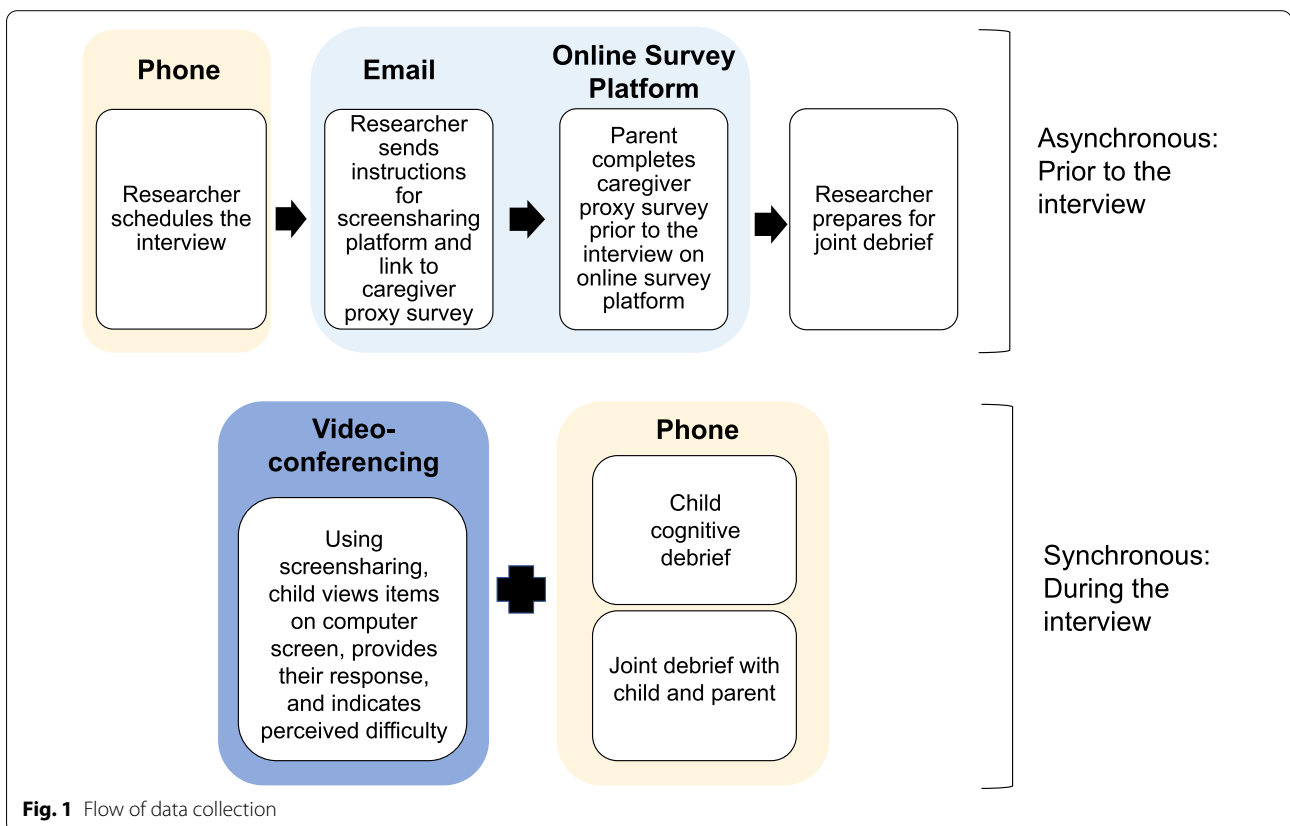 Phone
Researcher
schedules the
interview
Email
Researcher
sends
instructions
for
screensharing
platform and
link to
caregiver
proxy survey
Online Survey
Platform
Parent
completes
caregiver
proxy survey
prior to the
interview on
online survey
platform
Researcher
prepares for
joint debrief
Asynchronous:
Prior to the
interview
Video-
conferencing
Using
screensharing,
child views items
on computer
screen, provides
their response,
and indicates
perceived difficulty
Phone
Child
cognitive
debrief
Joint debrief with
child and parent
Synchronous:
During the
interview
Fig. 1 Flow of data collection